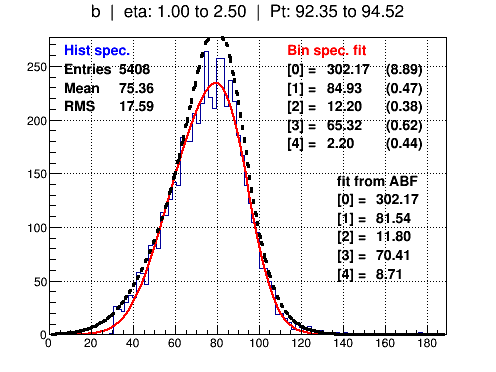 b | eta: 1.00 to 2.50 | Pt: 92.35 to 94.52
Hist spec.
Entries 5408
Mean 75.36
RMS 17.59
Bin spec. fit
[0] = 302.17 (8.89)
[1] = 84.93 (0.47)
[2] = 12.20 (0.38)
[3] = 65.32 (0.62)
[4] = 2.20 (0.44)
fit from ABF
[0] = 302.17
[1] = 81.54
[2] = 11.80
[3] = 70.41
[4] = 8.71
250
200
150
100
50
0
0 20 40 60 80 100 120 140 160 180